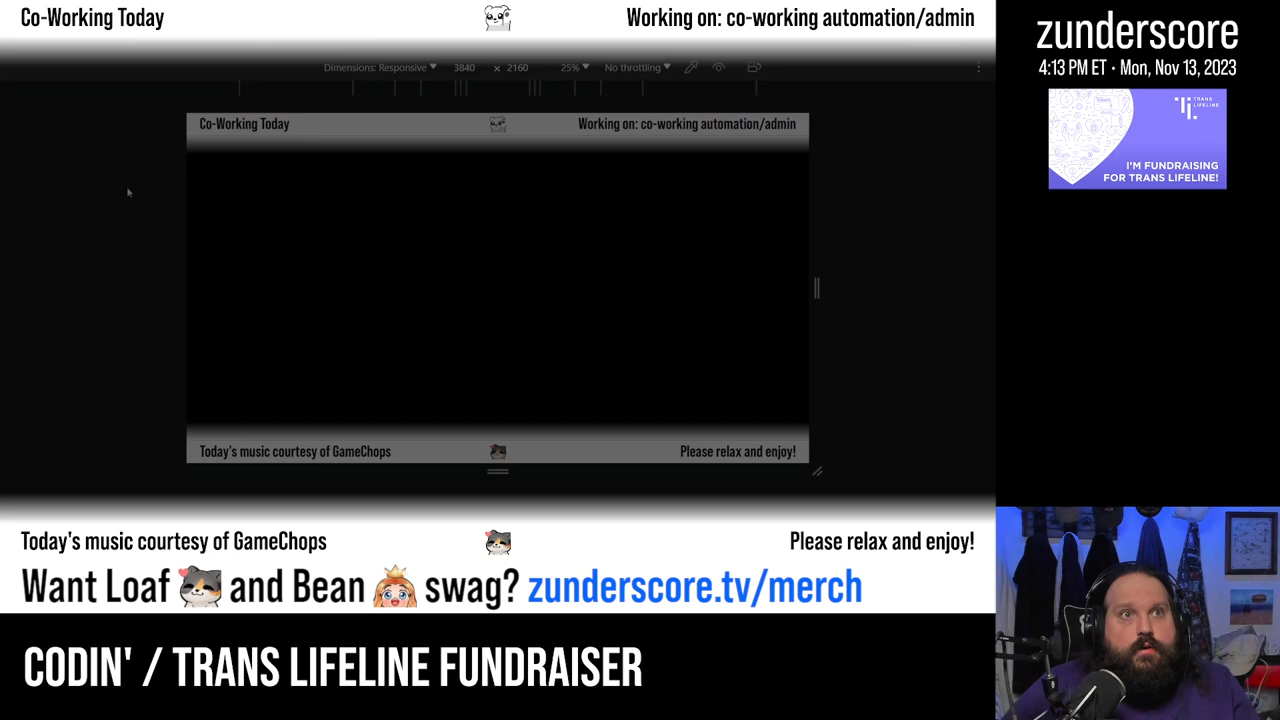 Co-Working Today
Working on: co-working automation/admin
zunderscore
4:13 PM ET · Mon, Nov 13, 2023
TRANS LIFELINE
I'M FUNDRAISING
FOR TRANS LIFELINE!
Dimensions: Responsive 3840 × 2160 25% No throttling
Co-Working Today
Working on: co-working automation/admin
Today's music courtesy of GameChops
Please relax and enjoy!
Today's music courtesy of GameChops
Please relax and enjoy!
Want Loaf and Bean swag? zunderscore.tv/merch
CODIN' / TRANS LIFELINE FUNDRAISER